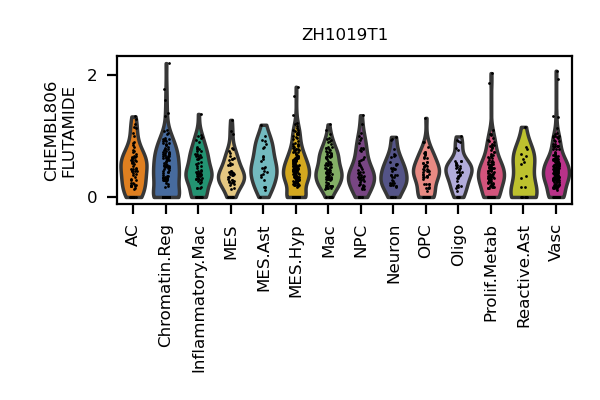 ZH1019T1
CHEMBL806
FLUTAMIDE
2
0
AC
Chromatin.Reg
Inflammatory.Mac
MES
MES.Ast
MES.Hyp
Mac
NPC
Neuron
OPC
Oligo
Prolif.Metab
Reactive.Ast
Vasc